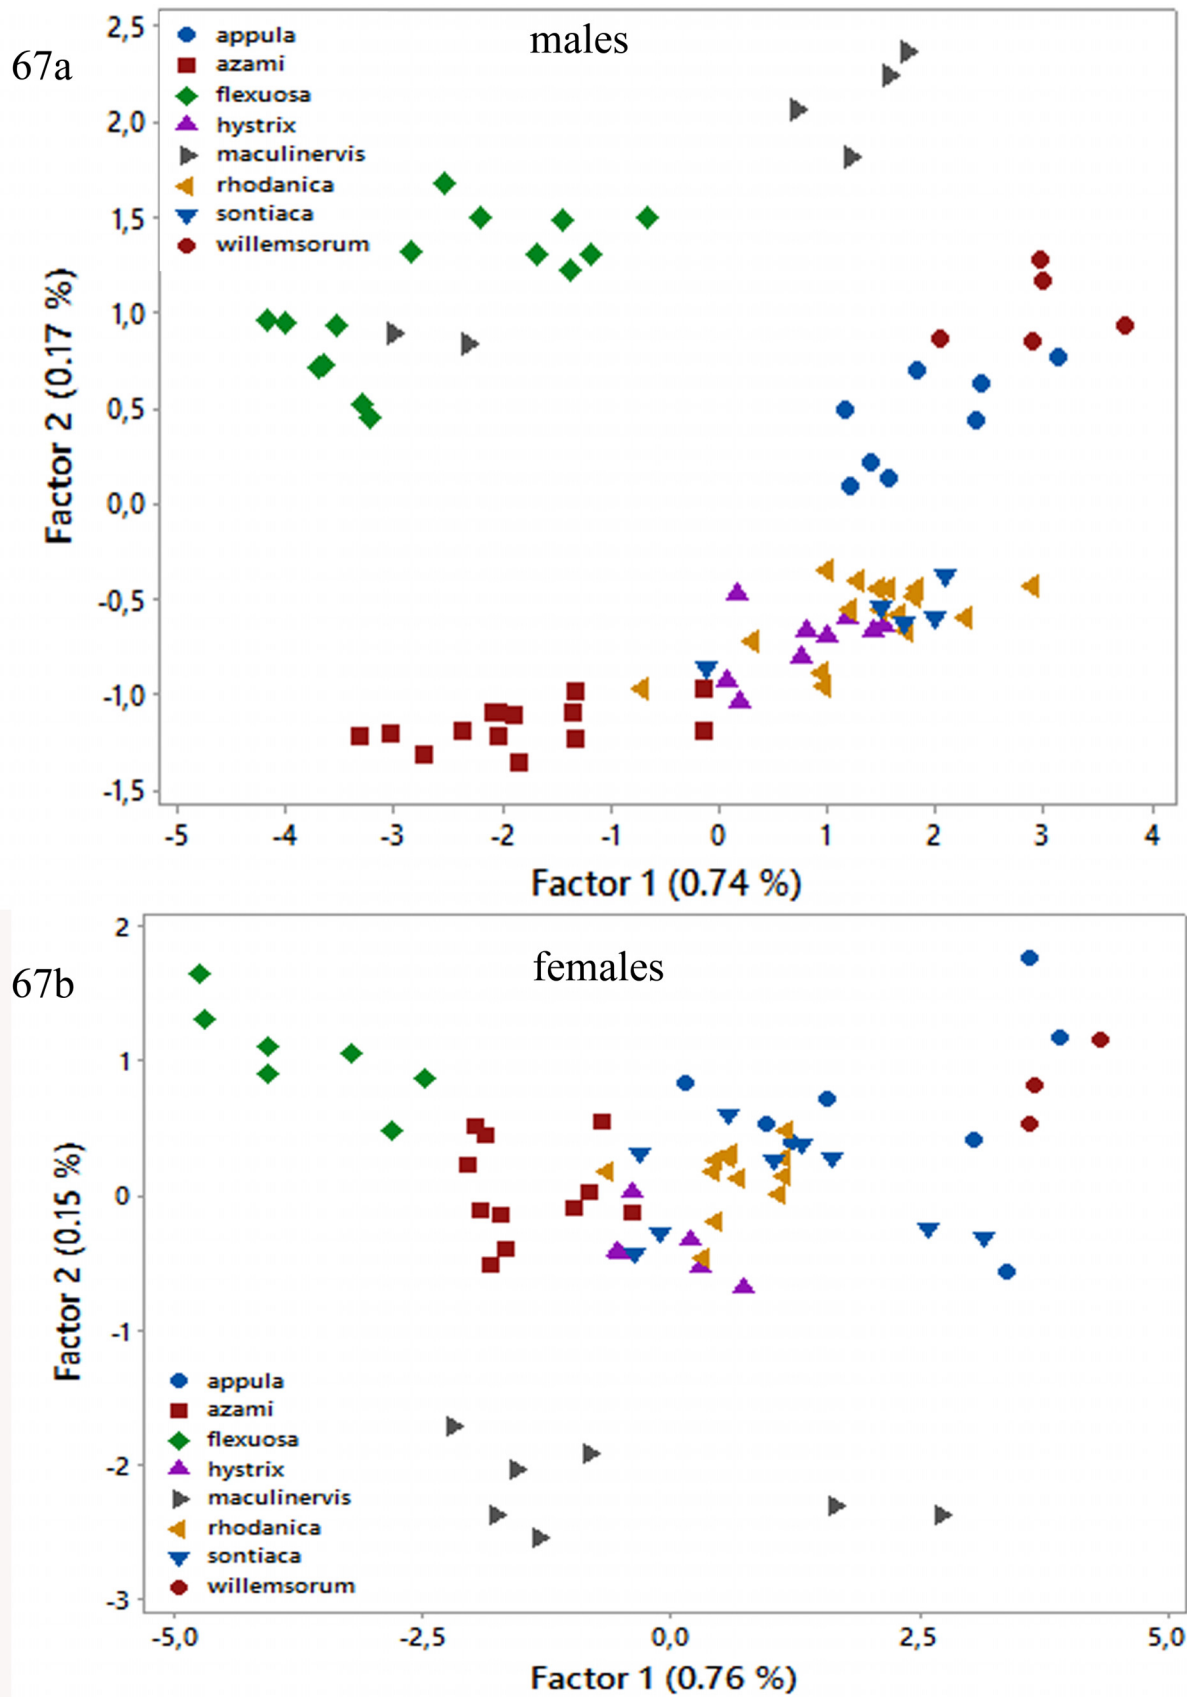 67a
males
appula
azami
flexuosa
hystrix
maculinervis
rhodanica
sontiaca
willemsorum
2,5
2,0
1,5
1,0
0,5
0,0
-0,5
-1,0
-1,5
Factor 2 (0.17 %)
-5 -4 -3 -2 -1 0 1 2 3 4
Factor 1 (0.74 %)
67b
females
2
1
0
-1
-2
-3
Factor 2 (0.15 %)
appula
azami
flexuosa
hystrix
maculinervis
rhodanica
sontiaca
willemsorum
-5,0 -2,5 0,0 2,5 5,0
Factor 1 (0.76 %)